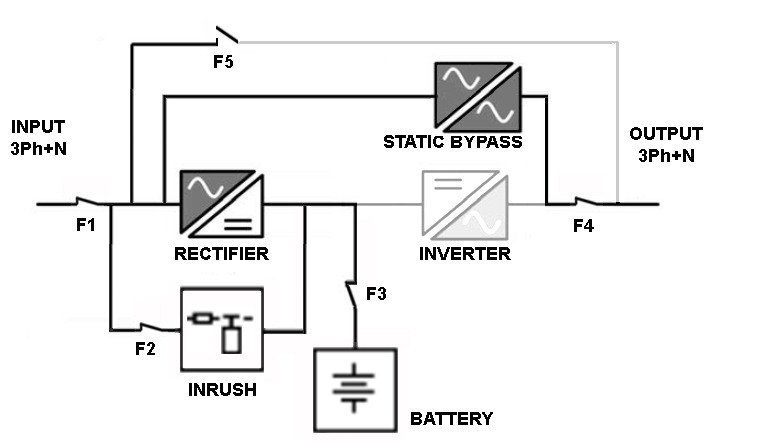 F5
INPUT
3Ph+N
STATIC BYPASS
OUTPUT
3Ph+N
F1
RECTIFIER
INVERTER
F4
F3
F2
INRUSH
BATTERY